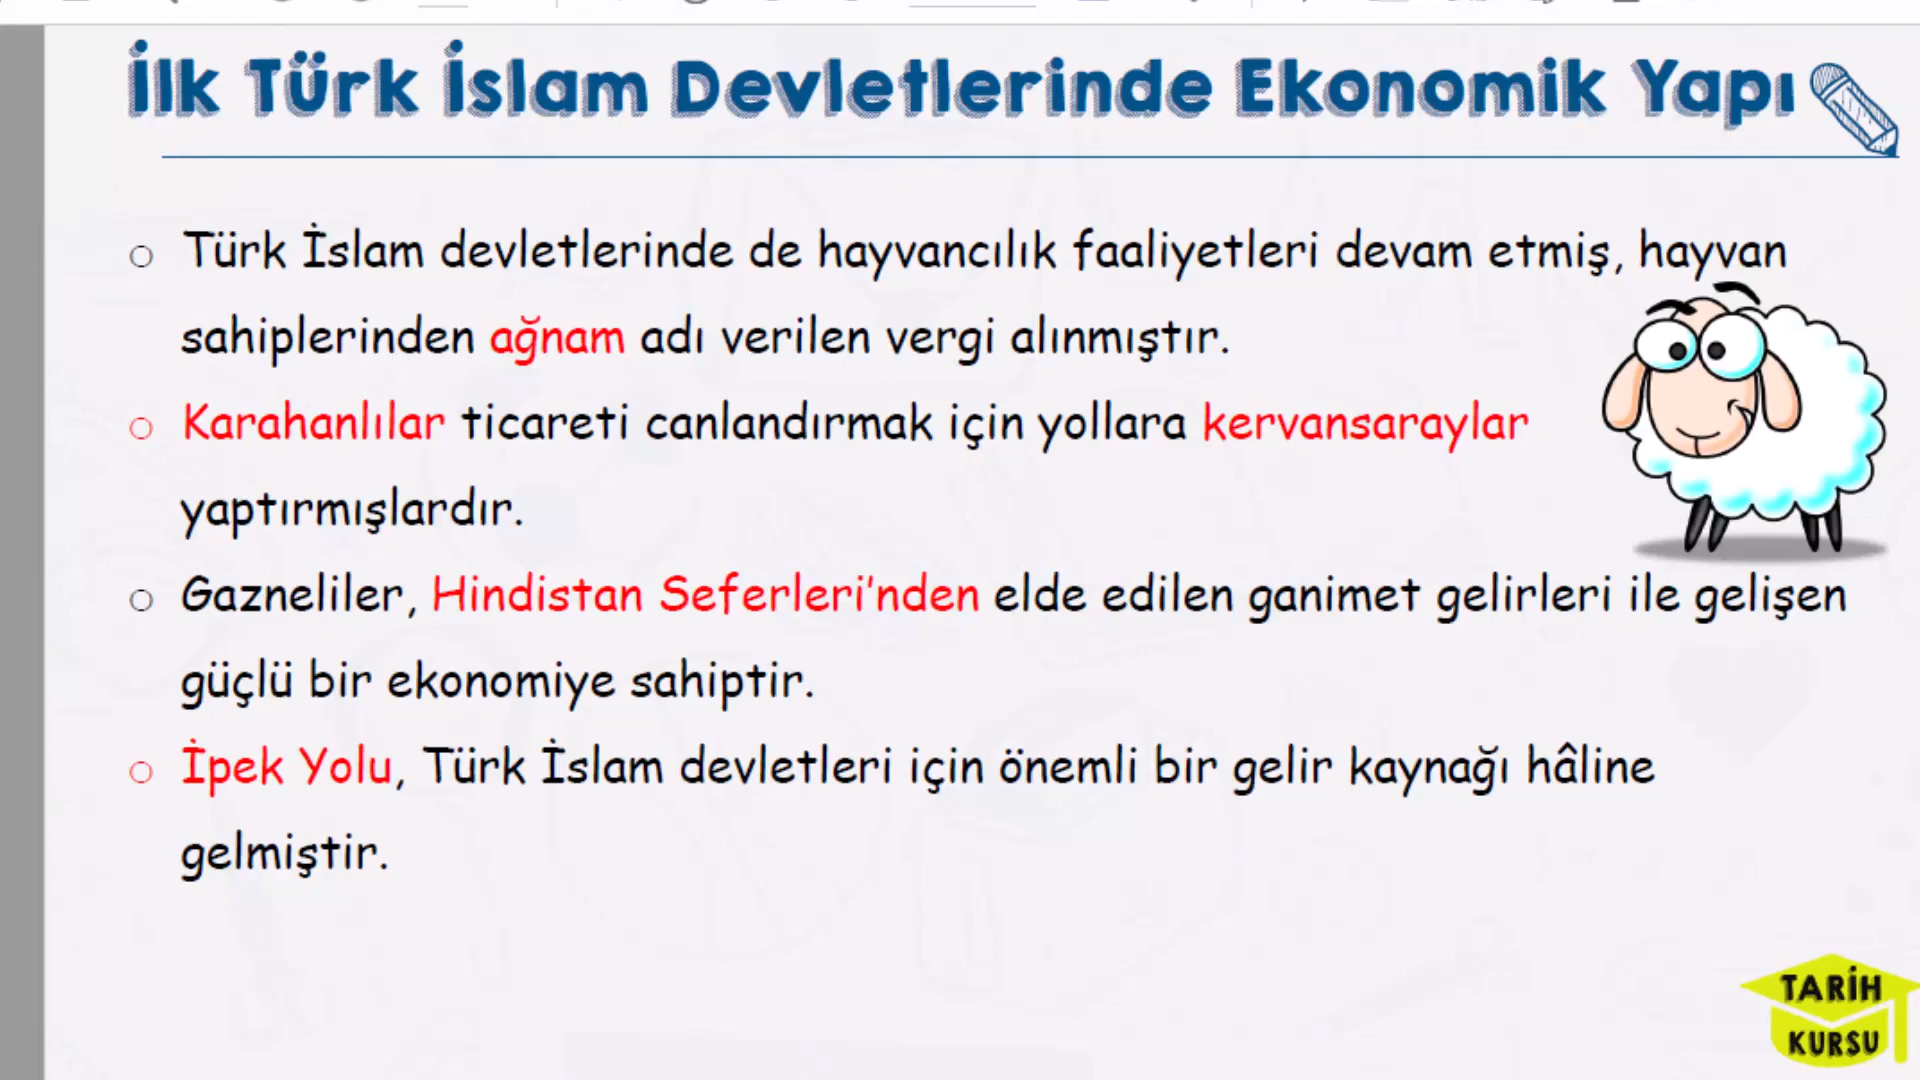 İlk Türk İslam Devletlerinde Ekonomik Yapı
Türk İslam devletlerinde de hayvancılık faaliyetleri devam etmiş, hayvan
sahiplerinden ağnam adı verilen vergi alınmıştır.
Karahanlılar ticareti canlandırmak için yollara kervansaraylar
yaptırmışlardır.
Gazneliler, Hindistan Seferleri'nden elde edilen ganimet gelirleri ile gelişen
güçlü bir ekonomiye sahiptir.
İpek Yolu, Türk İslam devletleri için önemli bir gelir kaynağı hâline
gelmiştir.
TARİH
KURSU